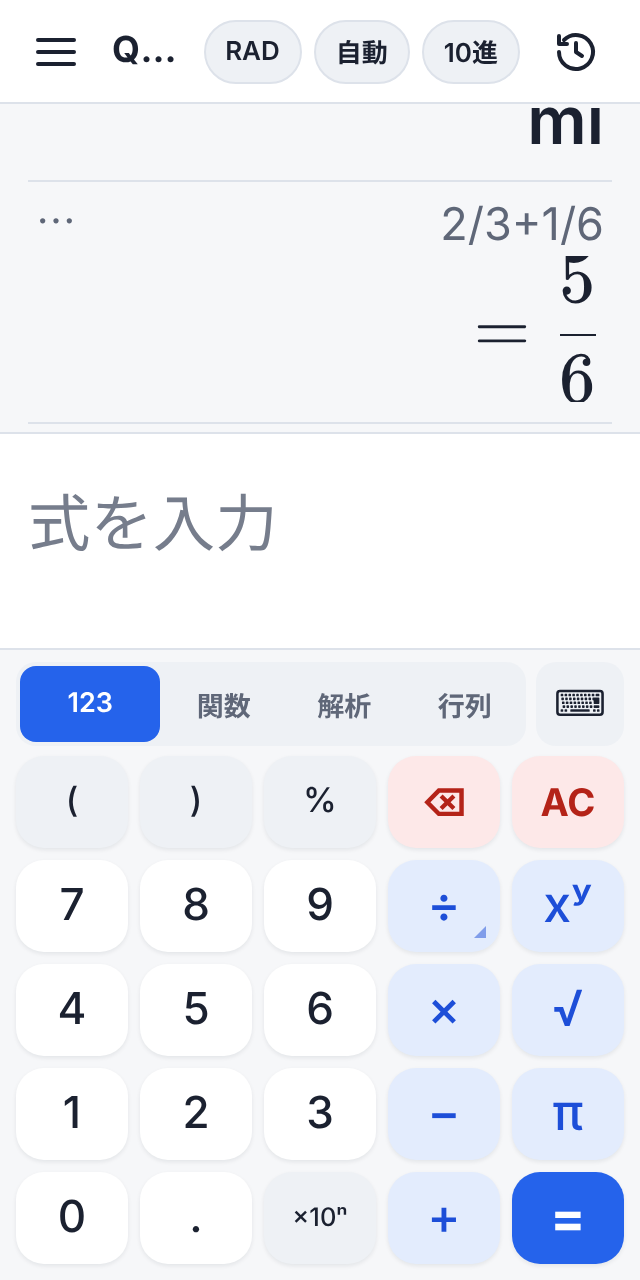 Q...
RAD
自動
10進
mi
...
2/3+1/6
= 5/6
式を入力
123
関数
解析
行列
( ) % AC
7 8 9 ÷ xʸ
4 5 6 × √
1 2 3 − π
0 . ×10ⁿ + =